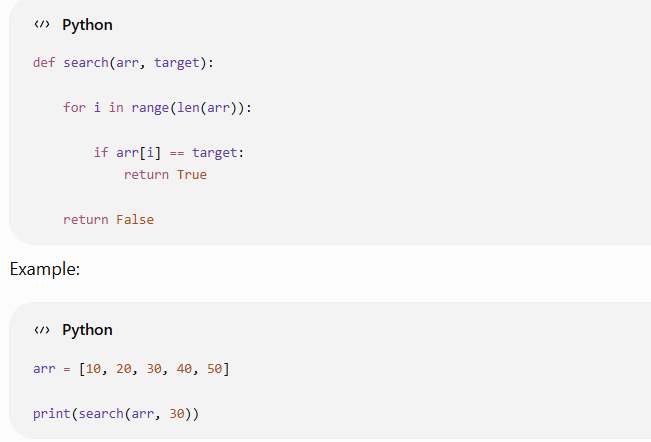 Python
def search(arr, target):
    for i in range(len(arr)):
        if arr[i] == target:
            return True
    return False
Example:
Python
arr = [10, 20, 30, 40, 50]
print(search(arr, 30))